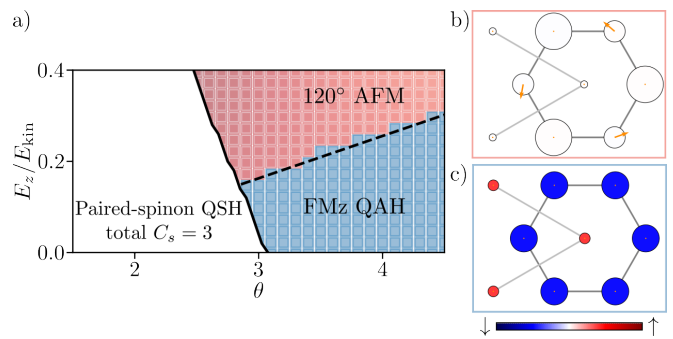 a)
E_z/E_kin
0.4
0.2
0.0
120° AFM
FMz QAH
Paired-spinon QSH
total C_s = 3
2
3
4
θ
b)
c)
↓
↑